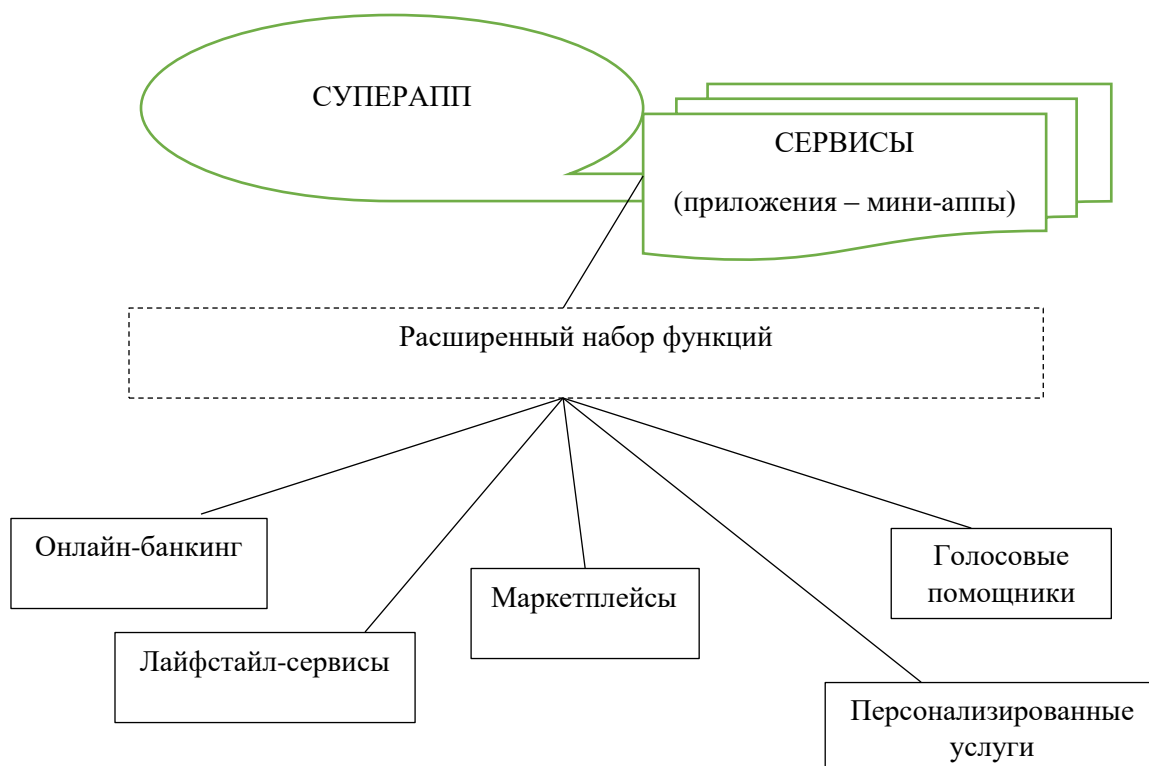 СУПЕРАПП
СЕРВИСЫ
(приложения – мини-аппы)
Расширенный набор функций
Онлайн-банкинг
Лайфстайл-сервисы
Маркетплейсы
Голосовые
помощники
Персонализированные
услуги